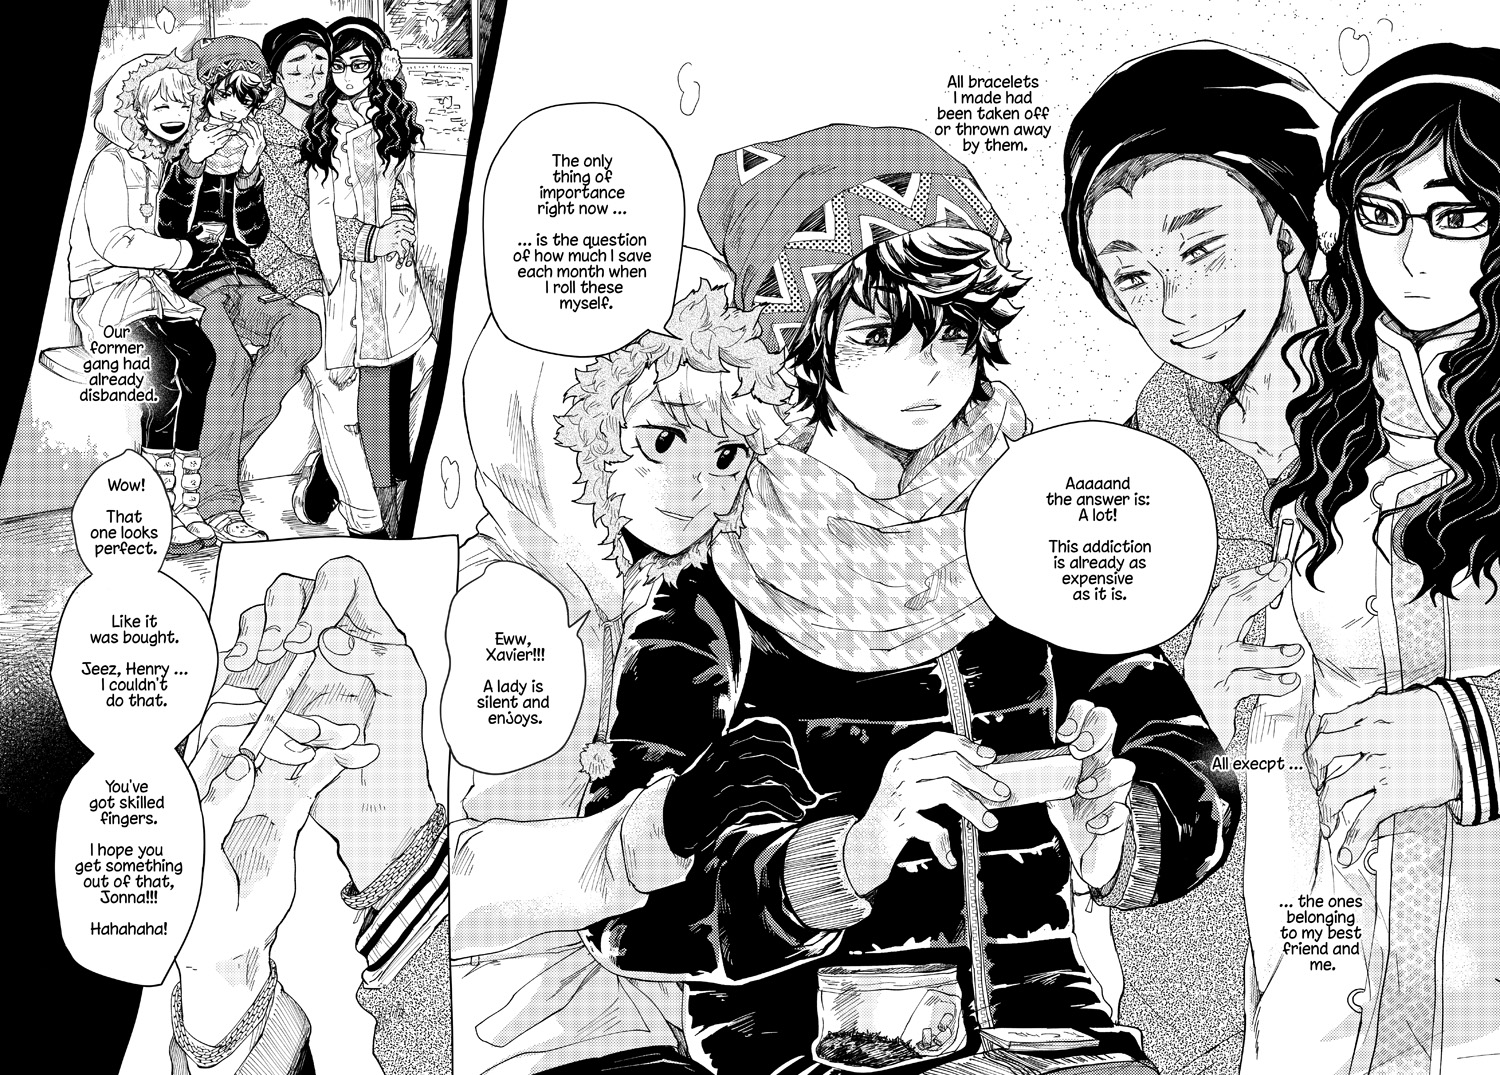 Our
former
gang had
already
disbanded.
Wow!
That
one looks
perfect.
Like it
was bought.
Jeez, Henry ...
I couldn't
do that.
You've
got skilled
fingers.
I hope you
get something
out of that,
Jonna!!!
Hahahaha!
The only
thing of
importance
right now ...
... is the question
of how much I save
each month when
I roll these
myself.
Eww,
Xavier!!!
A lady is
silent and
enjoys.
All bracelets
I made had
been taken off
or thrown away
by them.
Aaaaand
the answer is:
A lot!
This addiction
is already as
expensive
as it is.
All execpt ...
... the ones
belonging
to my best
friend and
me.